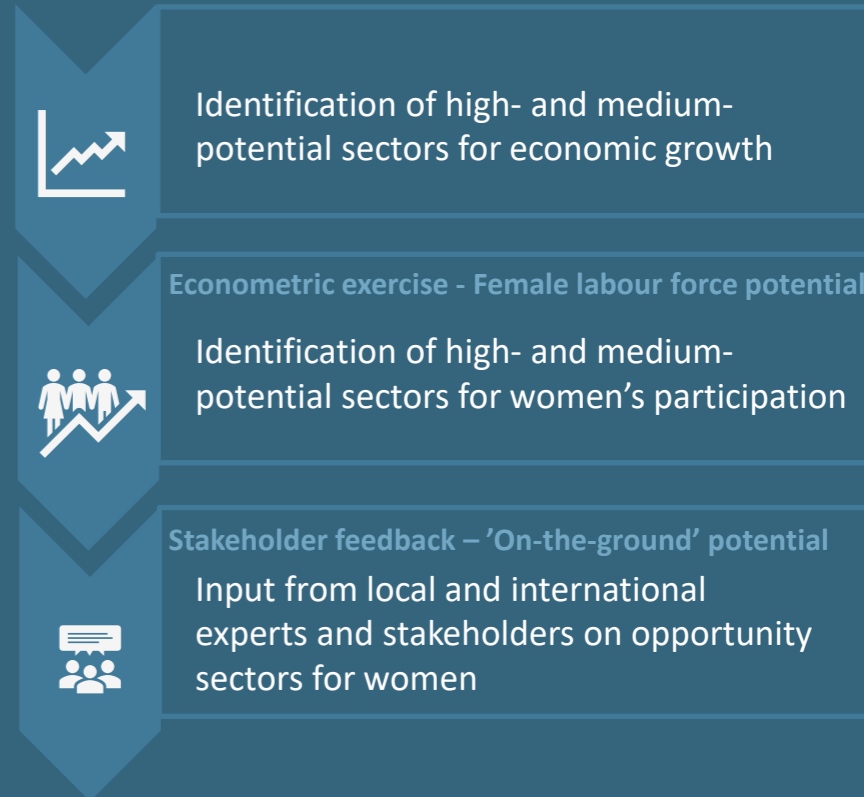 Identification of high- and medium-
potential sectors for economic growth
Econometric exercise - Female labour force potential
Identification of high- and medium-
potential sectors for women’s participation
Stakeholder feedback – ’On-the-ground’ potential
Input from local and international
experts and stakeholders on opportunity
sectors for women